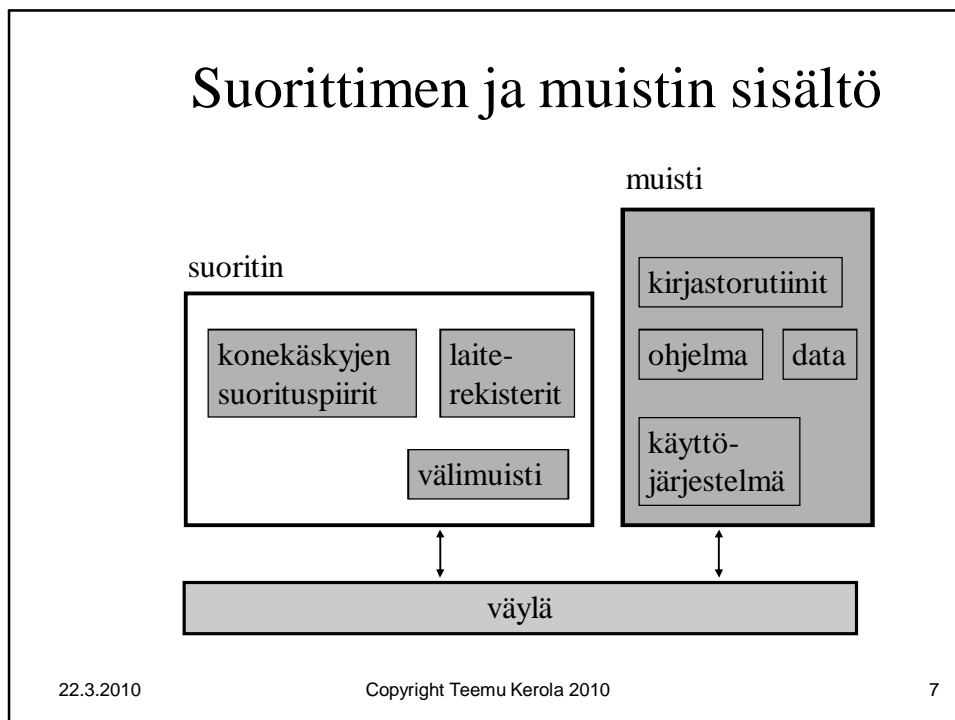 Suorittimen ja muistin sisältö
muisti
suoritin
kirjastorutiinit
konekäskyjen
suorituspiirit
laite-
rekisterit
ohjelma
data
välimuisti
käyttö-
järjestelmä
väylä
22.3.2010
Copyright Teemu Kerola 2010
7